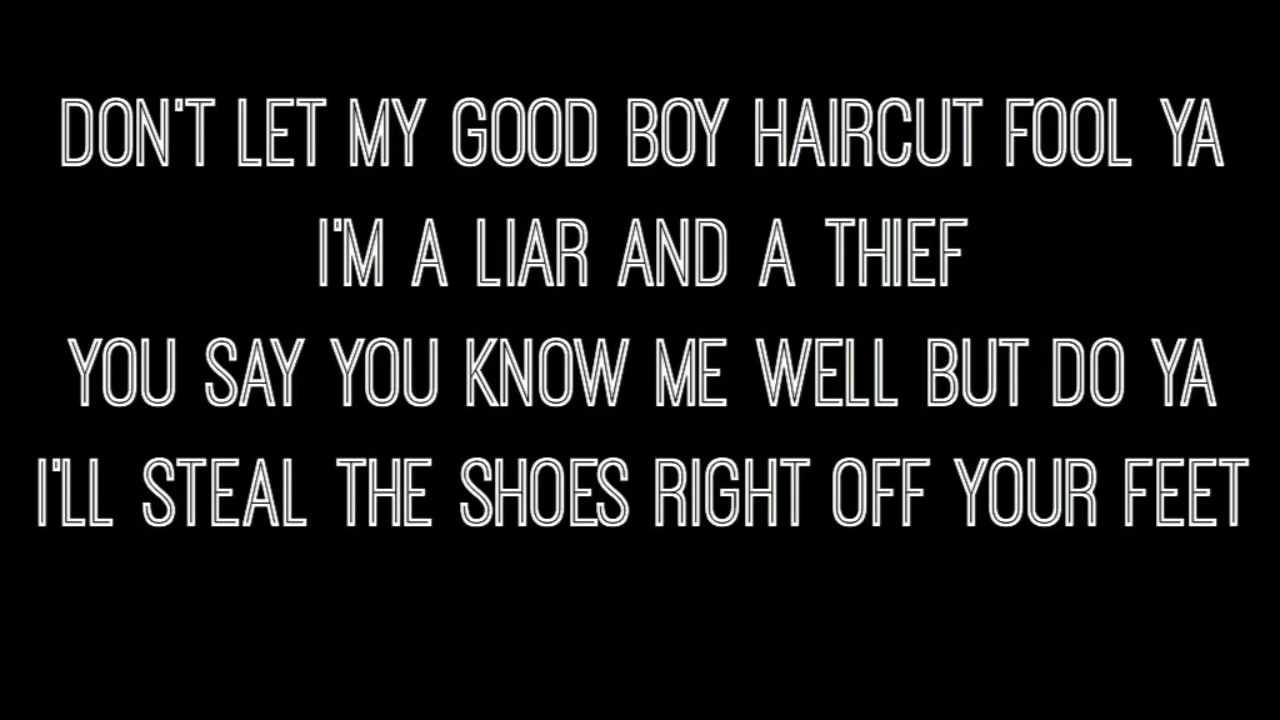 DON'T LET MY GOOD BOY HAIRCUT FOOL YA
I'M A LIAR AND A THIEF
YOU SAY YOU KNOW ME WELL BUT DO YA
I'LL STEAL THE SHOES RIGHT OFF YOUR FEET